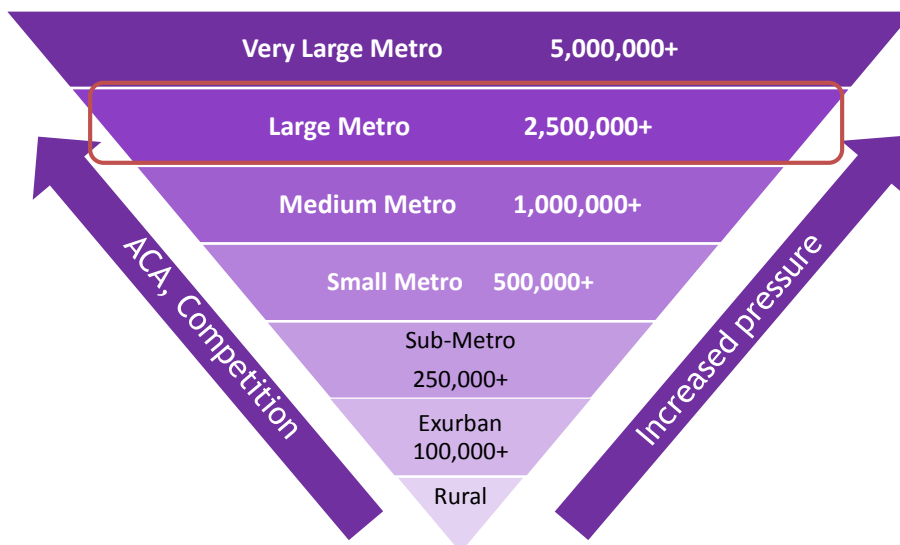 Very Large Metro 5,000,000+
Large Metro 2,500,000+
Medium Metro 1,000,000+
Small Metro 500,000+
Sub-Metro
250,000+
Exurban
100,000+
Rural
ACA, Competition
Increased pressure